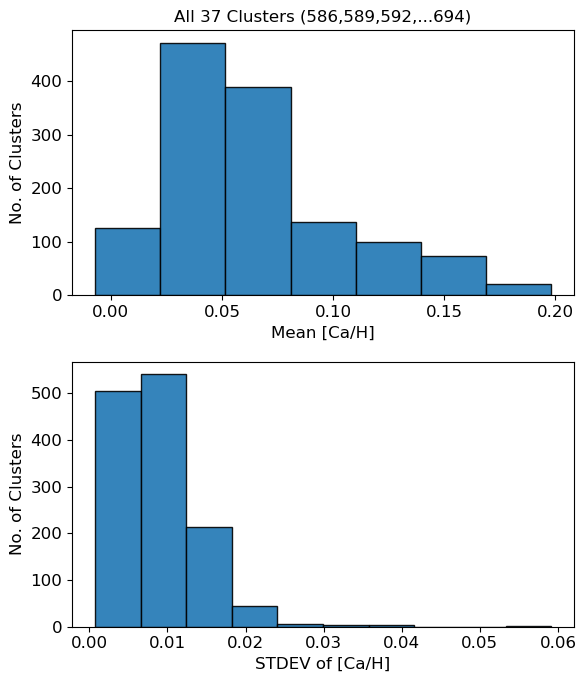 All 37 Clusters (586,589,592,...694)
No. of Clusters
400
300
200
100
0
0.00 0.05 0.10 0.15 0.20
Mean [Ca/H]
No. of Clusters
500
400
300
200
100
0
0.00 0.01 0.02 0.03 0.04 0.05 0.06
STDEV of [Ca/H]